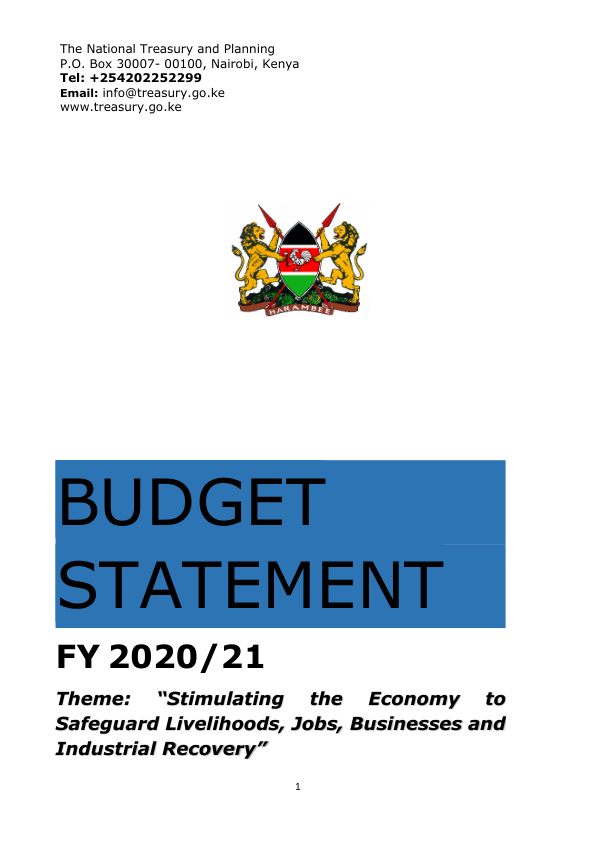 The National Treasury and Planning
P.O. Box 30007- 00100, Nairobi, Kenya
Tel: +254202252299
Email: info@treasury.go.ke
www.treasury.go.ke
HARAMBEE
BUDGET
STATEMENT
FY 2020/21
Theme: “Stimulating the Economy to
Safeguard Livelihoods, Jobs, Businesses and
Industrial Recovery”
1